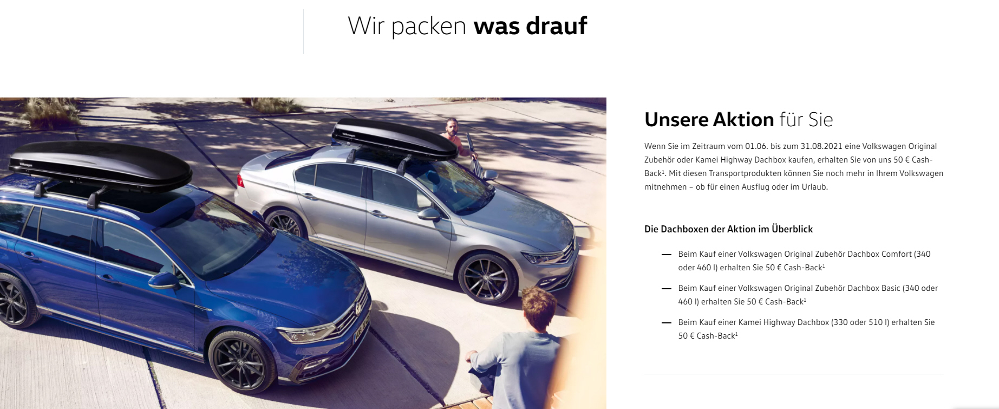 Wir packen was drauf
Unsere Aktion für Sie
Wenn Sie im Zeitraum vom 01.06. bis zum 31.08.2021 eine Volkswagen Original
Zubehör oder Kamei Highway Dachbox kaufen, erhalten Sie von uns 50 € Cash-
Back¹. Mit diesen Transportprodukten können Sie noch mehr in Ihrem Volkswagen
mitnehmen – ob für einen Ausflug oder im Urlaub.
Die Dachboxen der Aktion im Überblick
Beim Kauf einer Volkswagen Original Zubehör Dachbox Comfort (340
oder 460 l) erhalten Sie 50 € Cash-Back¹
Beim Kauf einer Volkswagen Original Zubehör Dachbox Basic (340 oder
460 l) erhalten Sie 50 € Cash-Back¹
Beim Kauf einer Kamei Highway Dachbox (330 oder 510 l) erhalten Sie
50 € Cash-Back¹
Volkswagen
Volkswagen